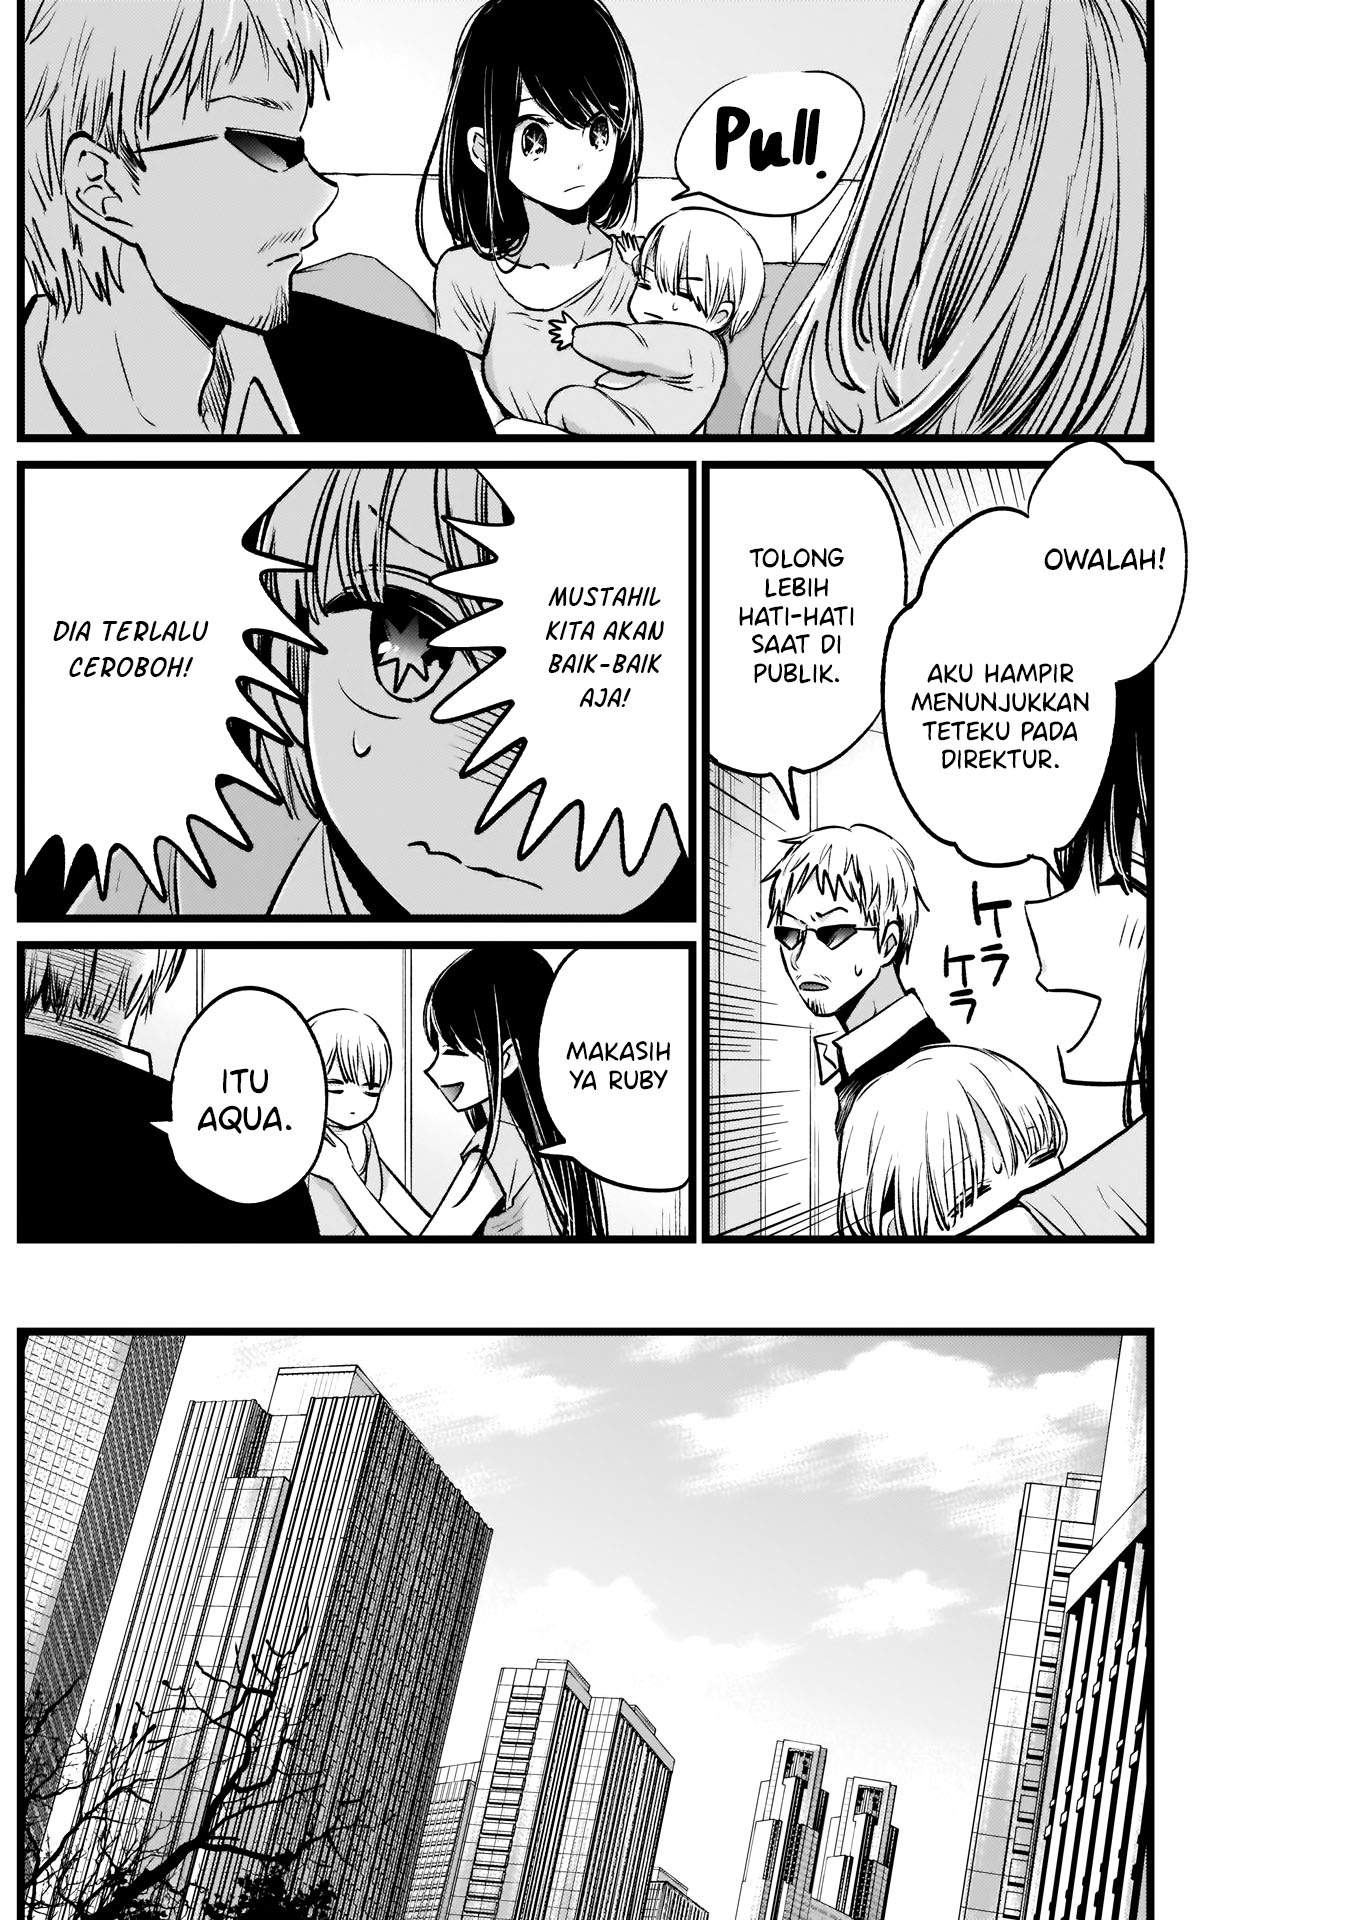 Pull.
OWALAH!
AKU HAMPIR
MENUNJUKKAN
TETEKU PADA
DIREKTUR.
TOLONG
LEBIH
HATI-HATI
SAAT DI
PUBLIK.
ケラ
ケラ
MUSTAHIL
KITA AKAN
BAIK-BAIK
AJA!
DIA TERLALU
CEROBOH!
MAKASIH
YA RUBY
ITU
AQUA.